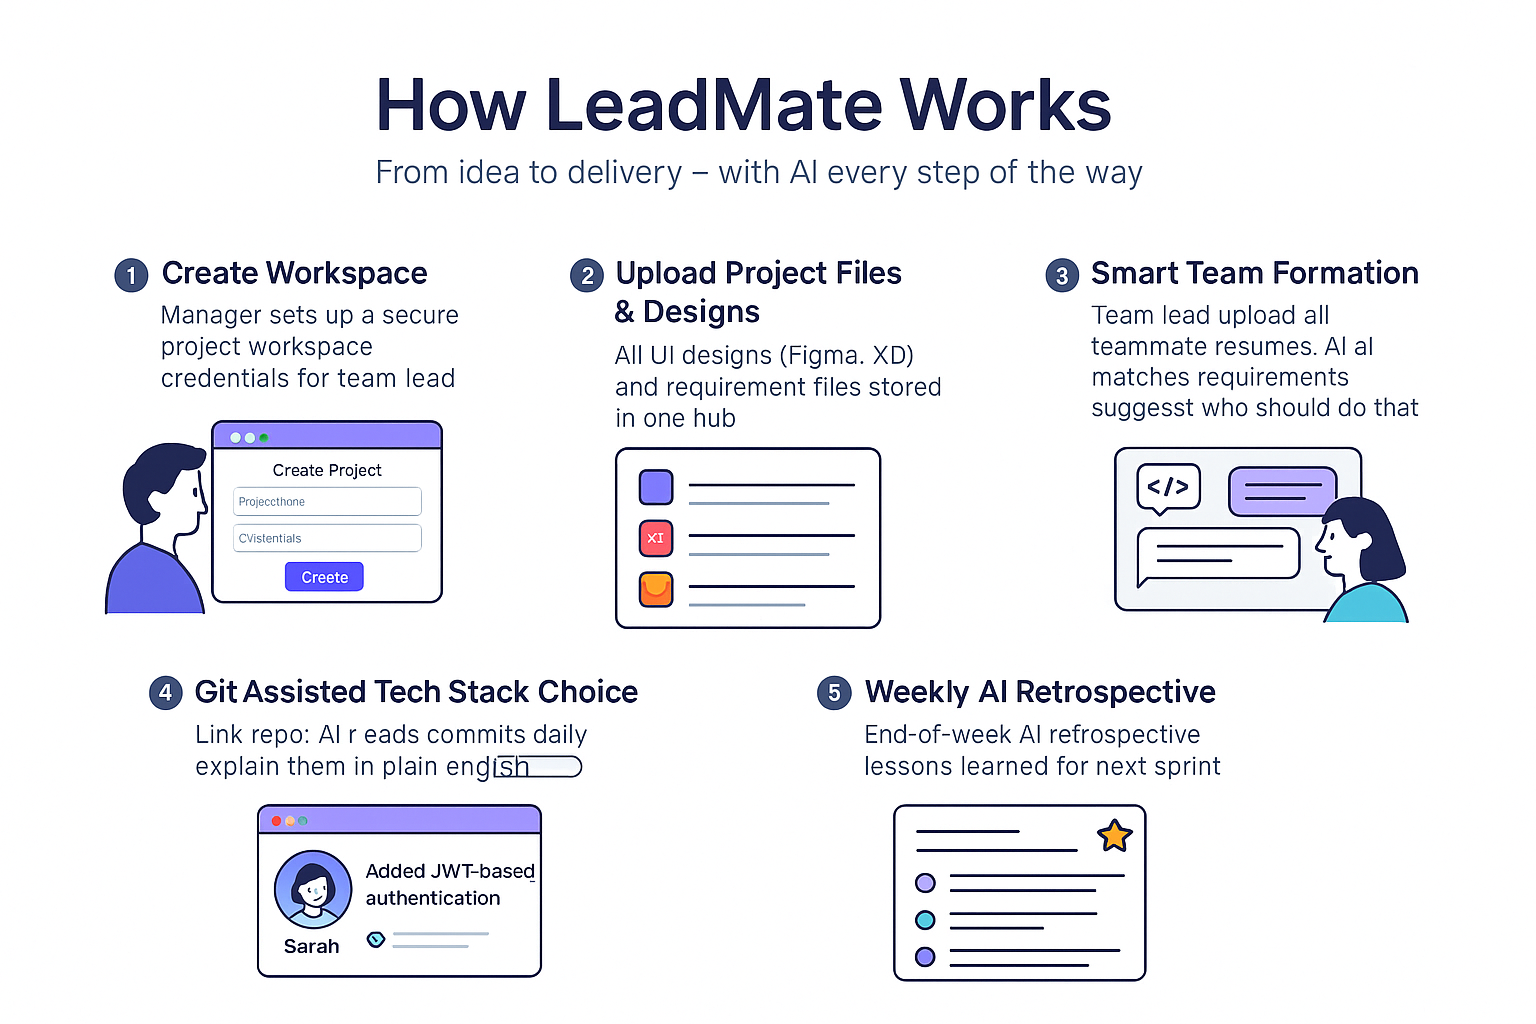 How LeadMate Works
From idea to delivery – with AI every step of the way
1 Create Workspace
Manager sets up a secure
project workspace
credentials for team lead
Create Project
Projeccthone
CVistentials
Creete
2 Upload Project Files
& Designs
All UI designs (Figma. XD)
and requirement files stored
in one hub
XI
3 Smart Team Formation
Team lead upload all
teammate resumes. AI al
matches requirements
suggesst who should do that
</>
4 Git Assisted Tech Stack Choice
Link repo: AI r eads commits daily
explain them in plain engish
Added JWT-based
authentication
Sarah
5 Weekly AI Retrospective
End-of-week AI refrospective
lessons learned for next sprint